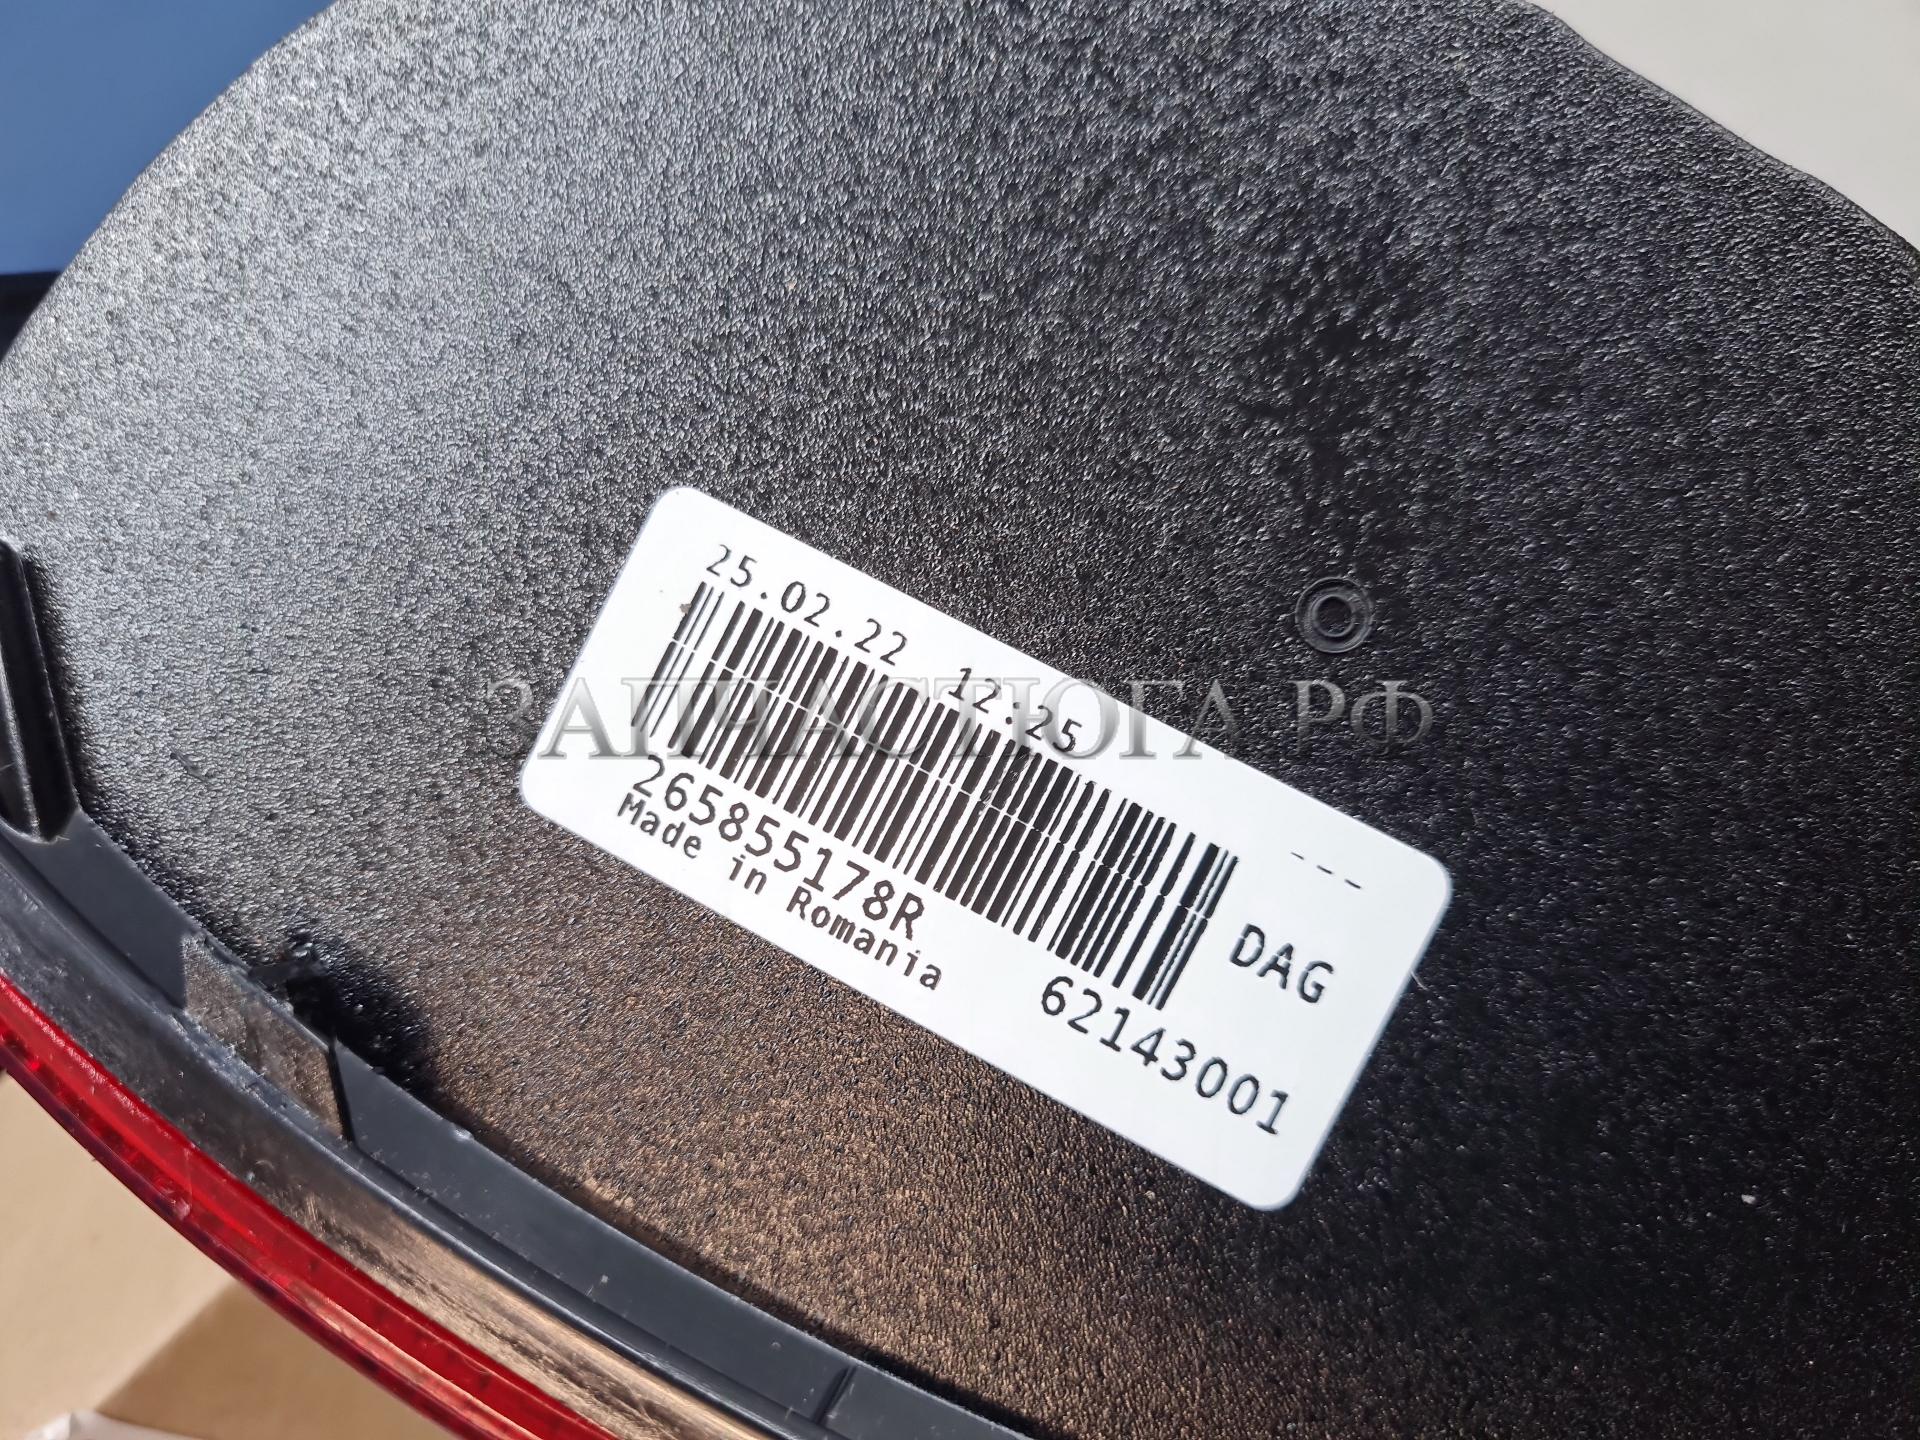 25.02.22 12:25
---
265855178R
DAG
Made in Romania
62143001
ЗАПЧАСТЮГА.РФ